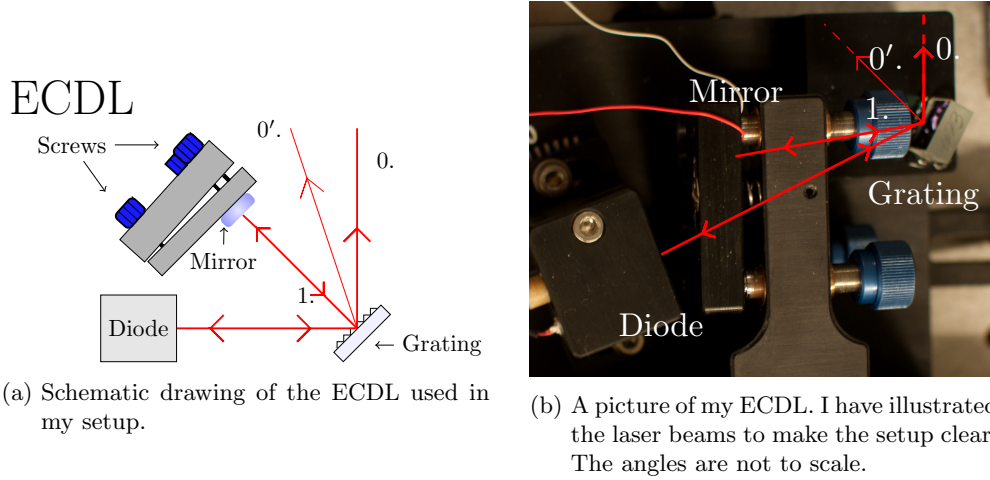 ECDL
Screws
0′.
0.
Mirror
1.
Diode
Grating
(a) Schematic drawing of the ECDL used in
my setup.
0′.
0.
Mirror
1.
Grating
Diode
(b) A picture of my ECDL. I have illustrated
the laser beams to make the setup clear
The angles are not to scale.